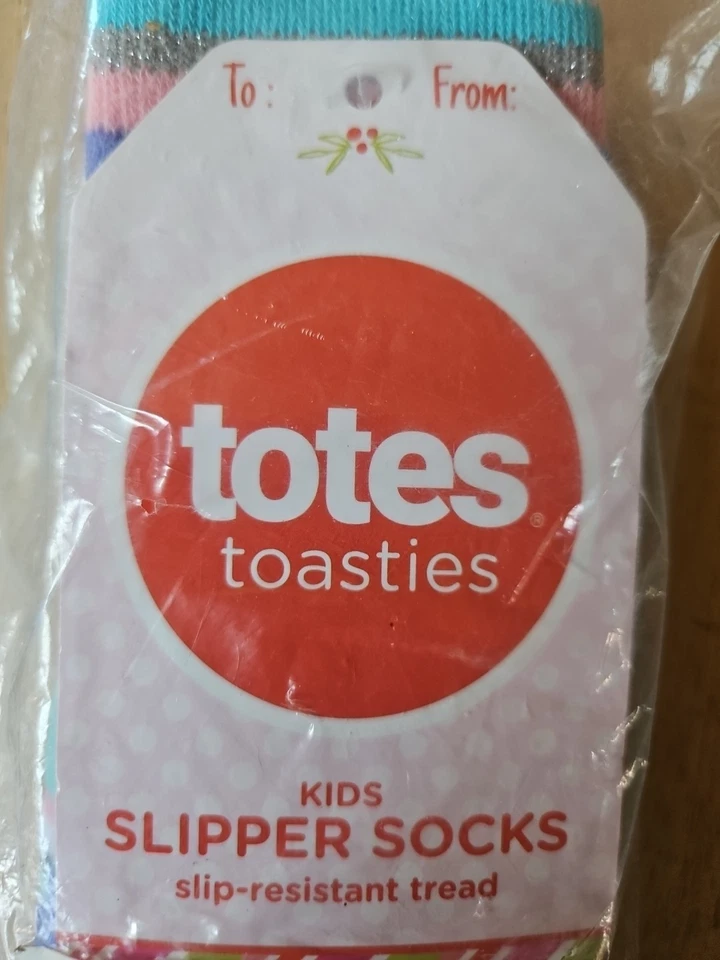 To: From:
totes®
toasties
KIDS
SLIPPER SOCKS
slip-resistant tread